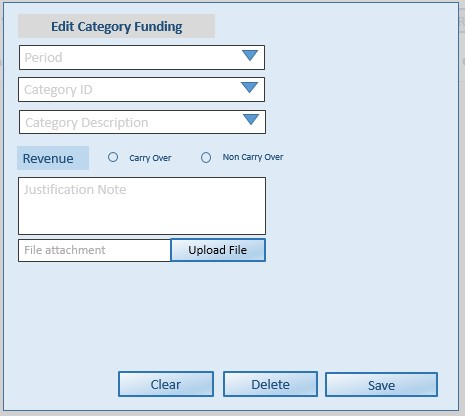 Edit Category Funding
Period
Category ID
Category Description
Revenue Carry Over Non Carry Over
Justification Note
File attachment Upload File
Clear Delete Save